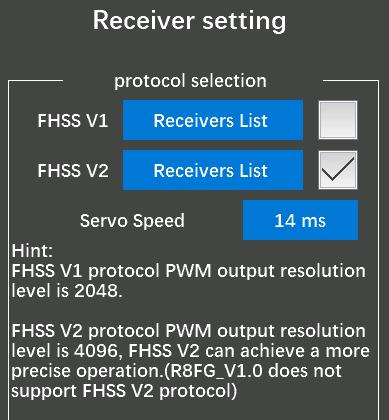 Receiver setting
protocol selection
FHSS V1 Receivers List
FHSS V2 Receivers List
Servo Speed 14 ms
Hint:
FHSS V1 protocol PWM output resolution
level is 2048.
FHSS V2 protocol PWM output resolution
level is 4096, FHSS V2 can achieve a more
precise operation.(R8FG_V1.0 does not
support FHSS V2 protocol)